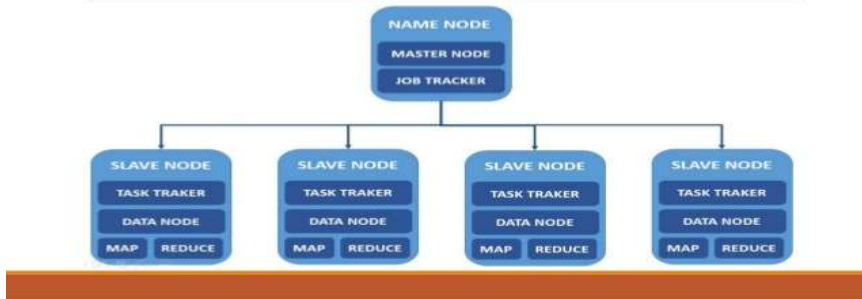 NAME NODE
MASTER NODE
JOB TRACKER
SLAVE NODE
TASK TRAKER
DATA NODE
MAP REDUCE
SLAVE NODE
TASK TRAKER
DATA NODE
MAP REDUCE
SLAVE NODE
TASK TRAKER
DATA NODE
MAP REDUCE
SLAVE NODE
TASK TRAKER
DATA NODE
MAP REDUCE